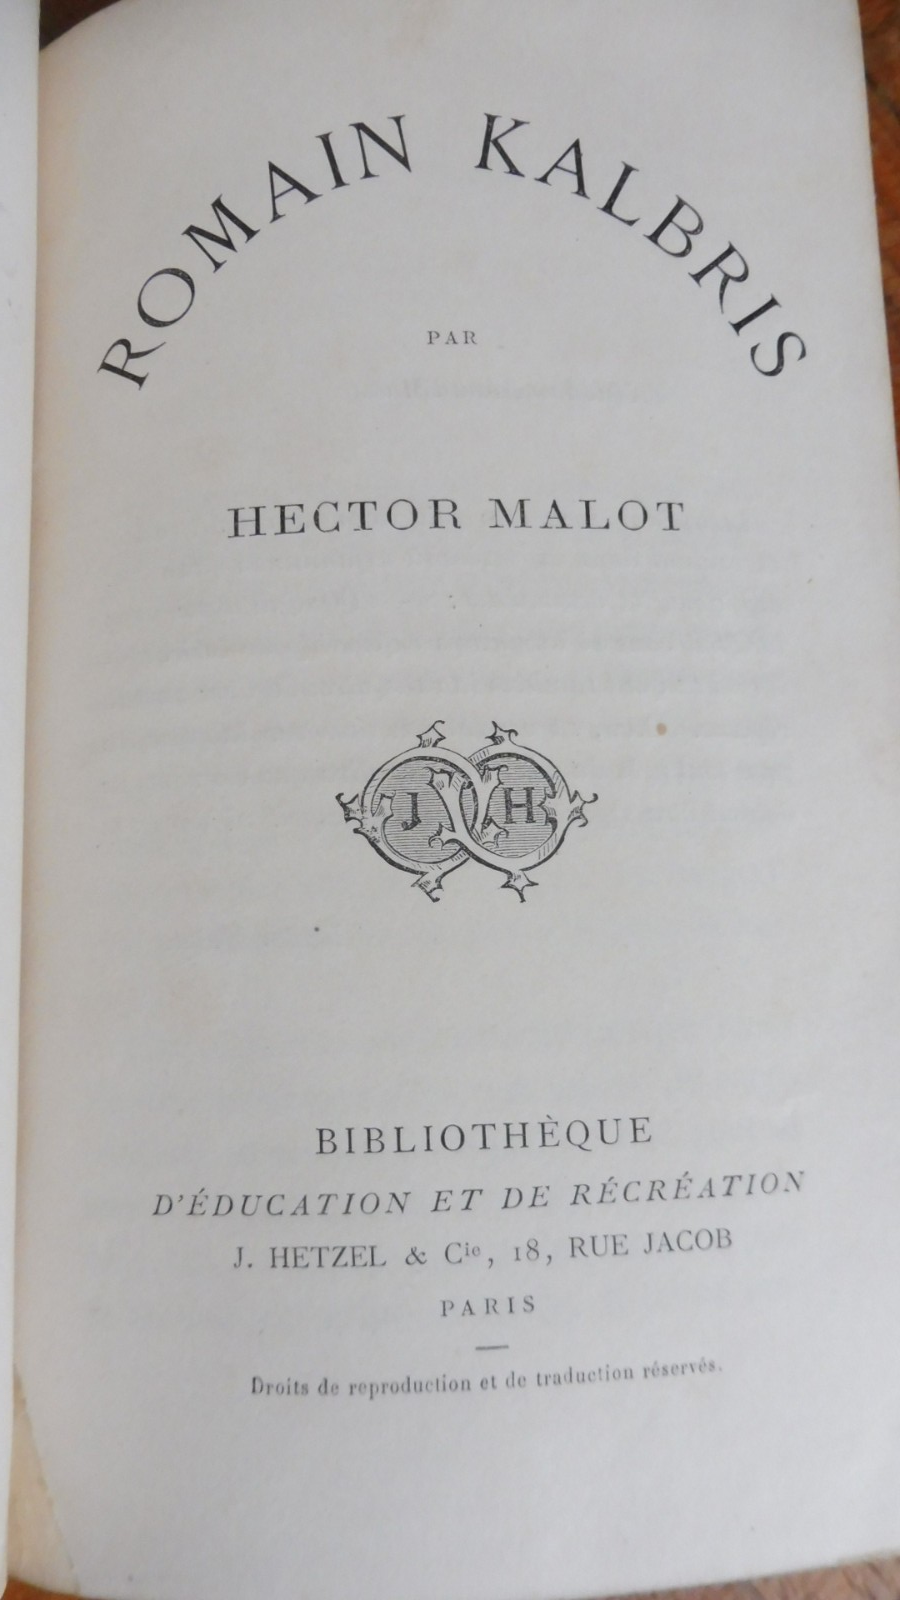 ROMAIN KALBRIS
PAR
HECTOR MALOT
J H
BIBLIOTHÈQUE
D'ÉDUCATION ET DE RÉCRÉATION
J. HETZEL & Cie, 18, RUE JACOB
PARIS
Droits de reproduction et de traduction réservés.